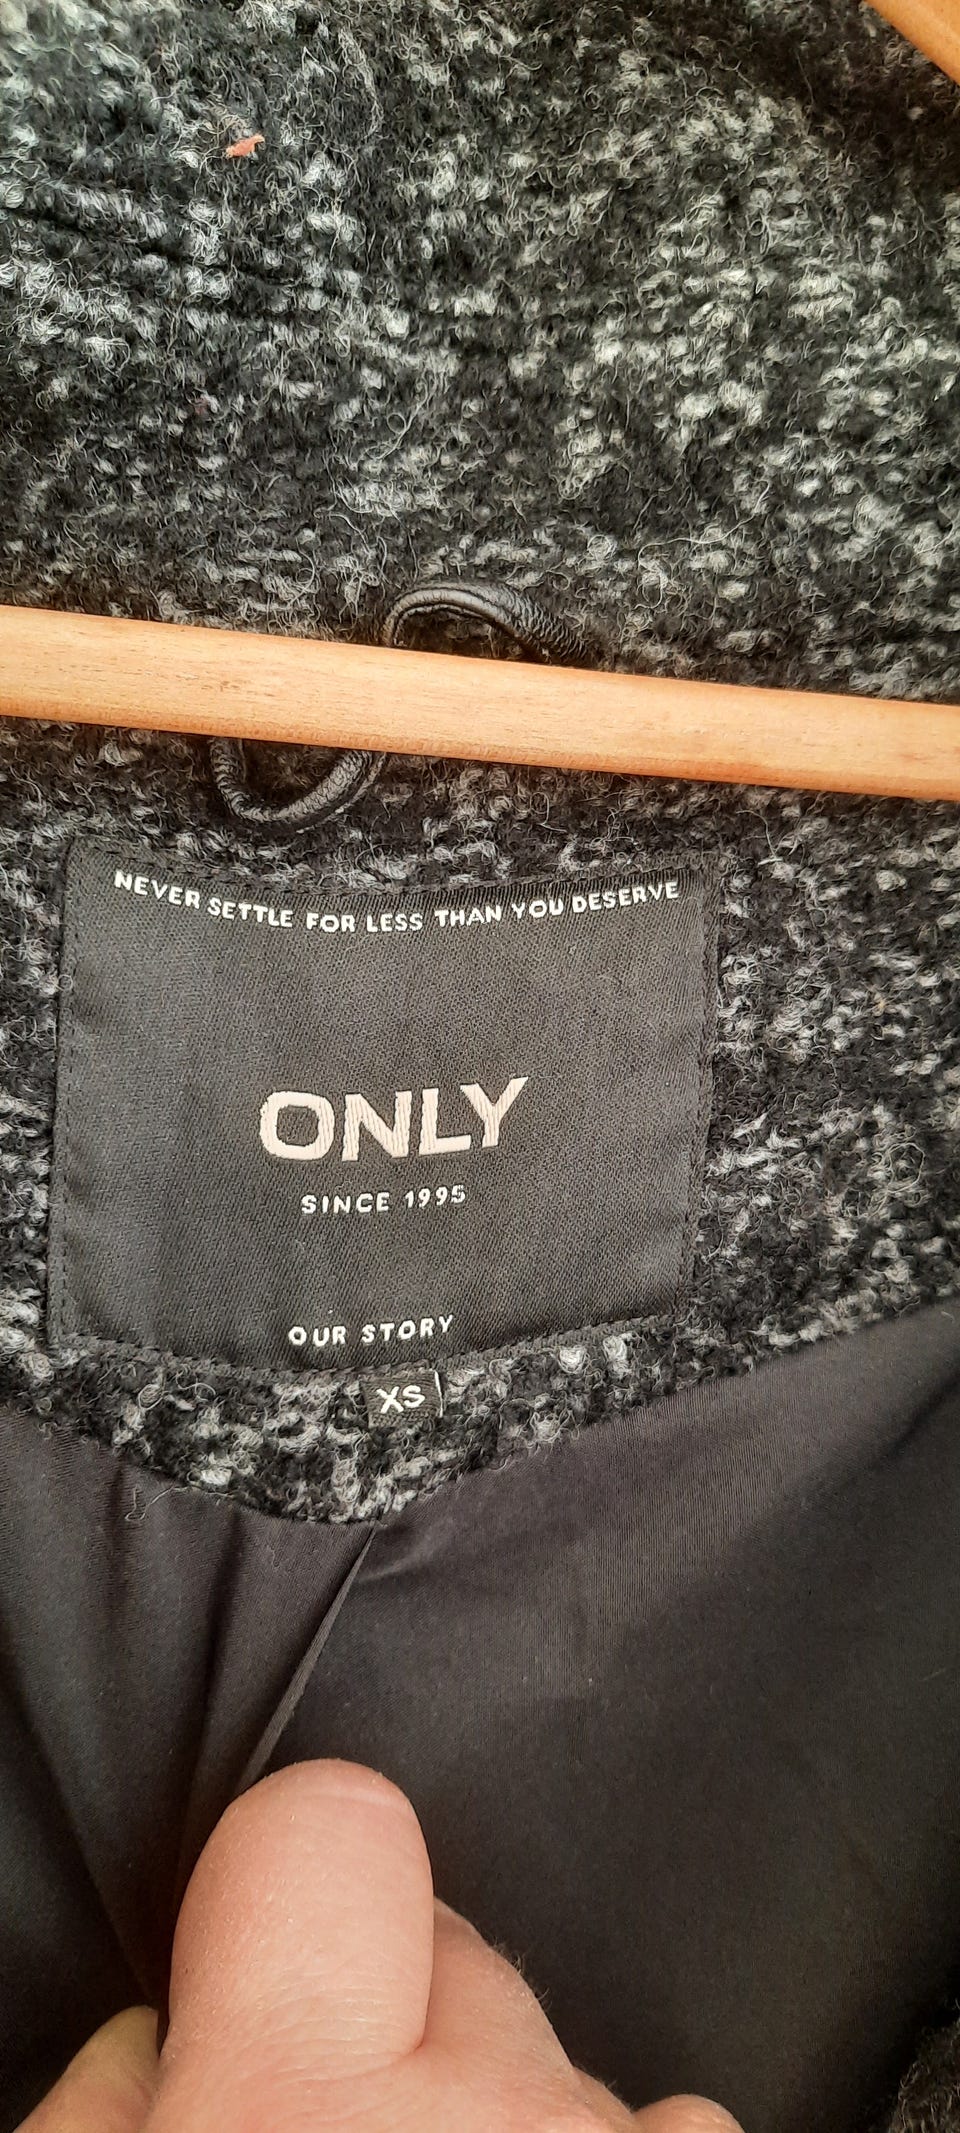 NEVER SETTLE FOR LESS THAN YOU DESERVE
ONLY
SINCE 1995
OUR STORY
XS